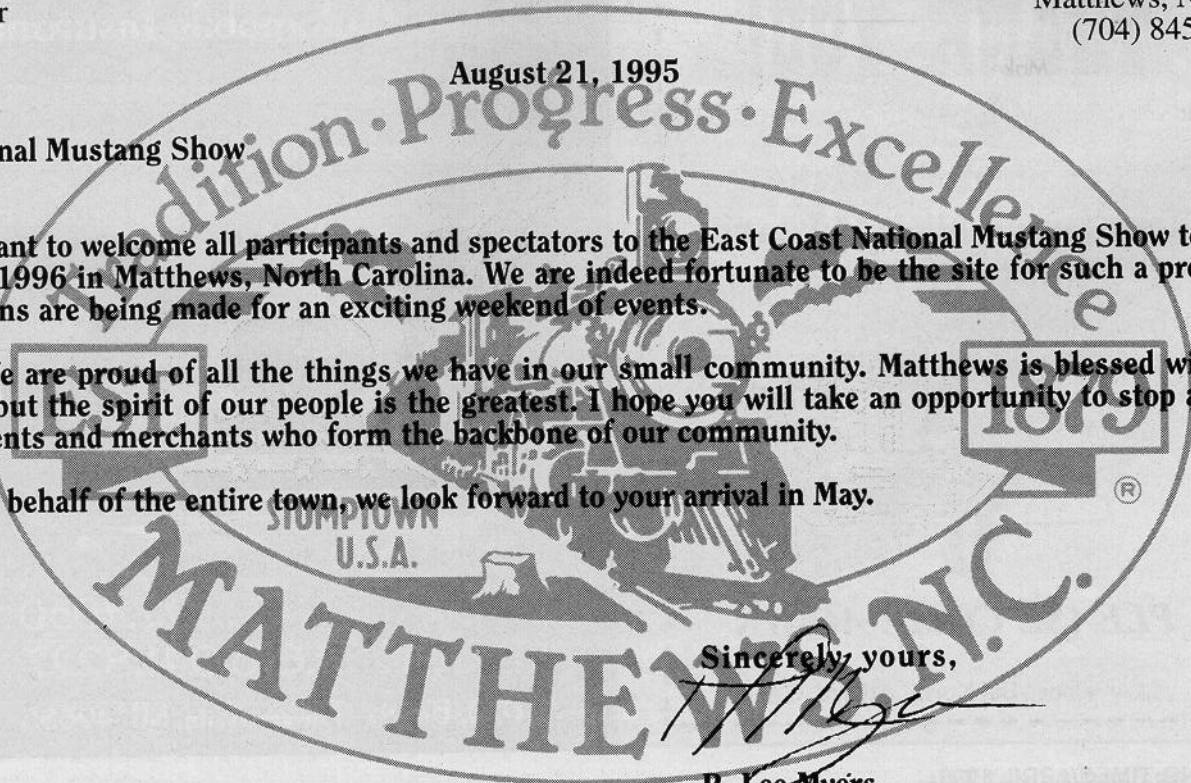 r
Matthews, N
(704) 845
August 21, 1995
nal Mustang Show
Tradition · Progress · Excellence
ant to welcome all participants and spectators to the East Coast National Mustang Show to
1996 in Matthews, North Carolina. We are indeed fortunate to be the site for such a pre
ns are being made for an exciting weekend of events.
e are proud of all the things we have in our small community. Matthews is blessed wi
out the spirit of our people is the greatest. I hope you will take an opportunity to stop a
ents and merchants who form the backbone of our community.
EST
1879
behalf of the entire town, we look forward to your arrival in May.
®
STUMPTOWN
U.S.A.
MATTHEWS, N.C.
Sincerely yours,
R. Lee Myers